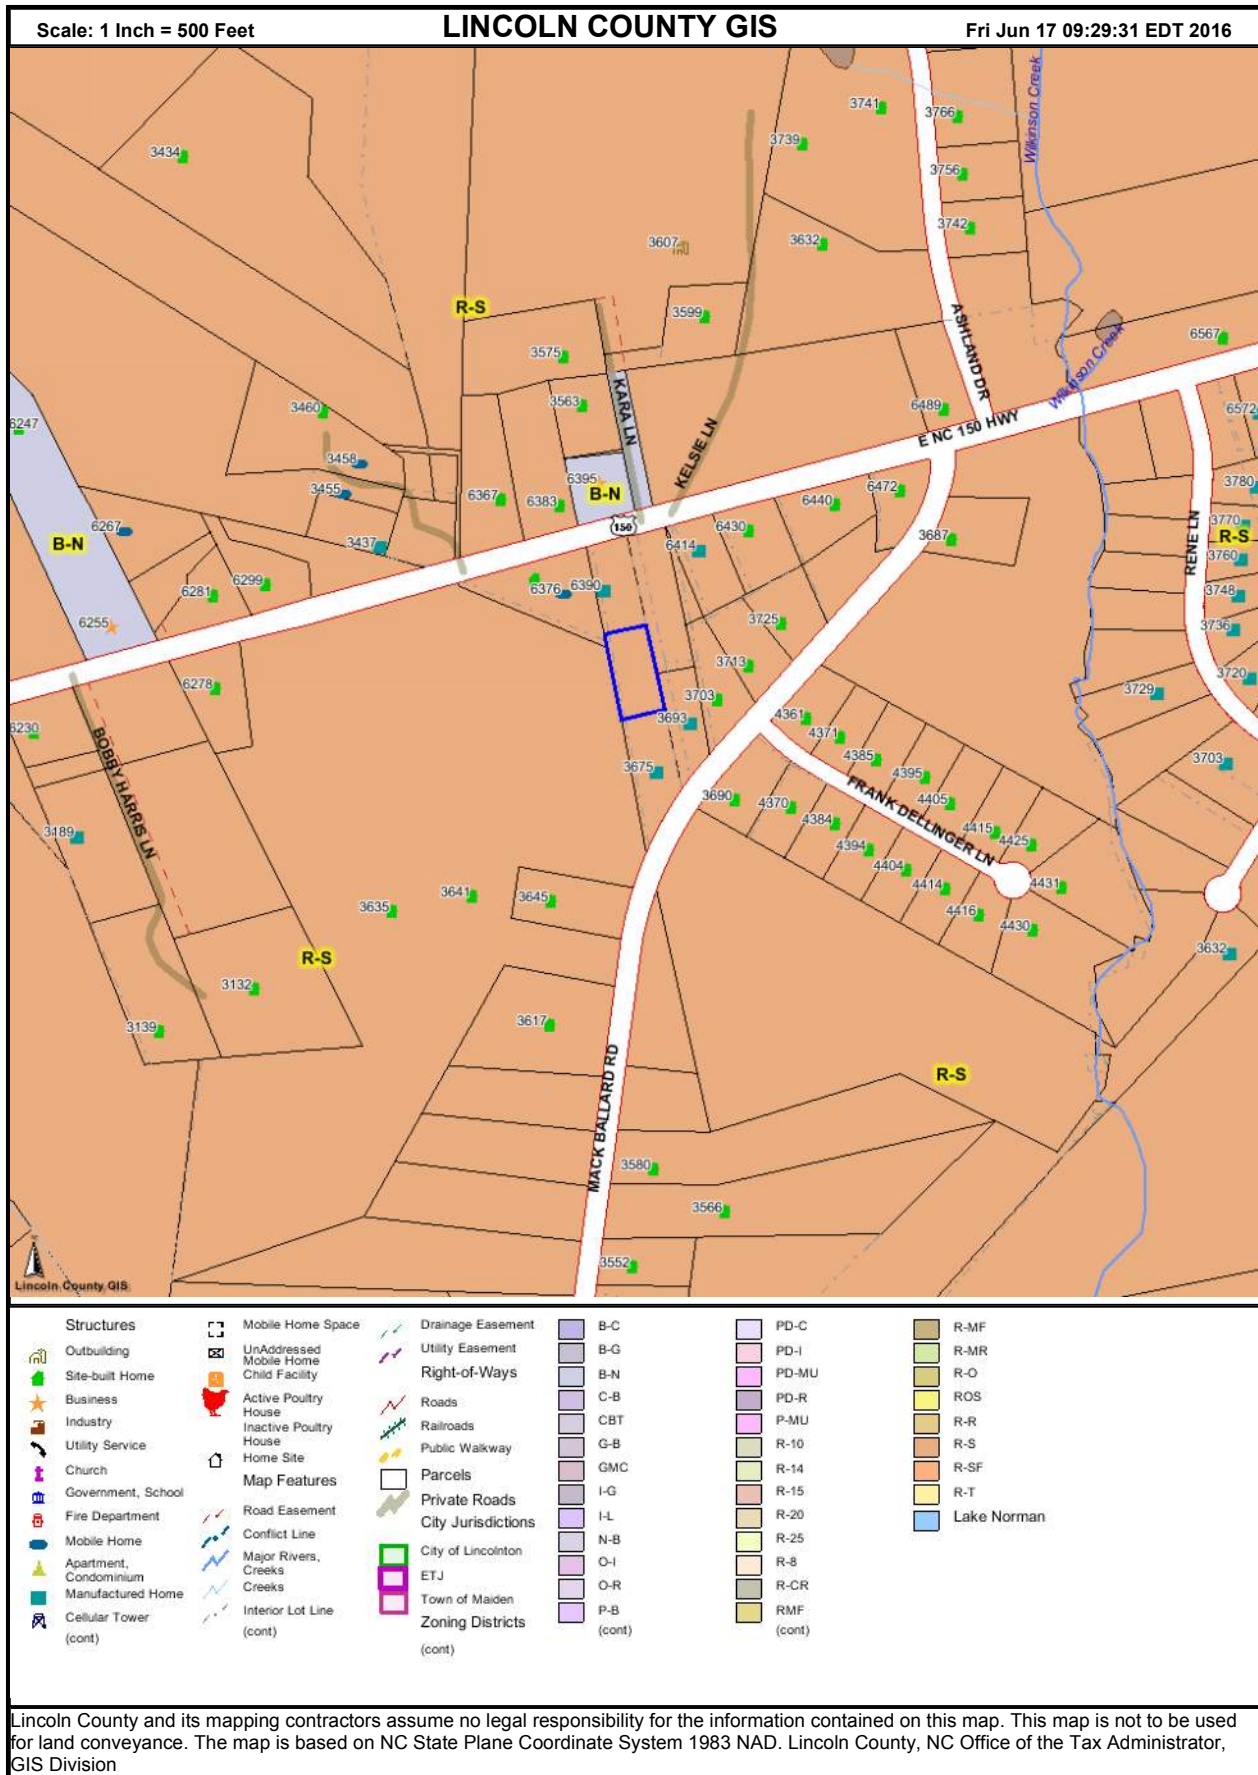 Scale: 1 Inch = 500 Feet
LINCOLN COUNTY GIS
Fri Jun 17 09:29:31 EDT 2016
3741
3766
Wilkinson Creek
3434
3739
3756
3742
3607
3632
R-S
3599
ASHLAND DR
6567
3575
Wilkinson Creek
KARA LN
3460
3563
6489
6572
6247
E NC 150 HWY
KELSIE LN
3458
3455
6395
B-N
3780
6367
6383
6440
6472
6267
150
6430
3770
B-N
3437
6414
3687
R-S
RENE LN
3760
6281
6299
6376
6390
3748
6255
3725
3736
3713
6278
3720
3703
3729
6230
3693
4361
4371
BOBBY HARRIS LN
3675
4385
4395
3703
3690
4370
FRANK DELLINGER LN
4405
3189
4384
4415
4425
4394
4404
4414
4431
3635
3641
3645
4416
4430
R-S
3632
3132
3139
3617
MACK BALLARD RD
R-S
3580
3566
3552
Lincoln County GIS
Structures
Outbuilding
Site-built Home
Business
Industry
Utility Service
Church
Government, School
Fire Department
Mobile Home
Apartment,
Condominium
Manufactured Home
Cellular Tower
(cont)
Mobile Home Space
UnAddressed
Mobile Home
Child Facility
Active Poultry
House
Inactive Poultry
House
Home Site
Map Features
Road Easement
Conflict Line
Major Rivers,
Creeks
Creeks
Interior Lot Line
(cont)
Drainage Easement
Utility Easement
Right-of-Ways
Roads
Railroads
Public Walkway
Parcels
Private Roads
City Jurisdictions
City of Lincolnton
ETJ
Town of Maiden
Zoning Districts
(cont)
B-C
B-G
B-N
C-B
CBT
G-B
GMC
I-G
I-L
N-B
O-I
O-R
P-B
(cont)
PD-C
PD-I
PD-MU
PD-R
P-MU
R-10
R-14
R-15
R-20
R-25
R-8
R-CR
RMF
(cont)
R-MF
R-MR
R-O
ROS
R-R
R-S
R-SF
R-T
Lake Norman
Lincoln County and its mapping contractors assume no legal responsibility for the information contained on this map. This map is not to be used
for land conveyance. The map is based on NC State Plane Coordinate System 1983 NAD. Lincoln County, NC Office of the Tax Administrator,
GIS Division